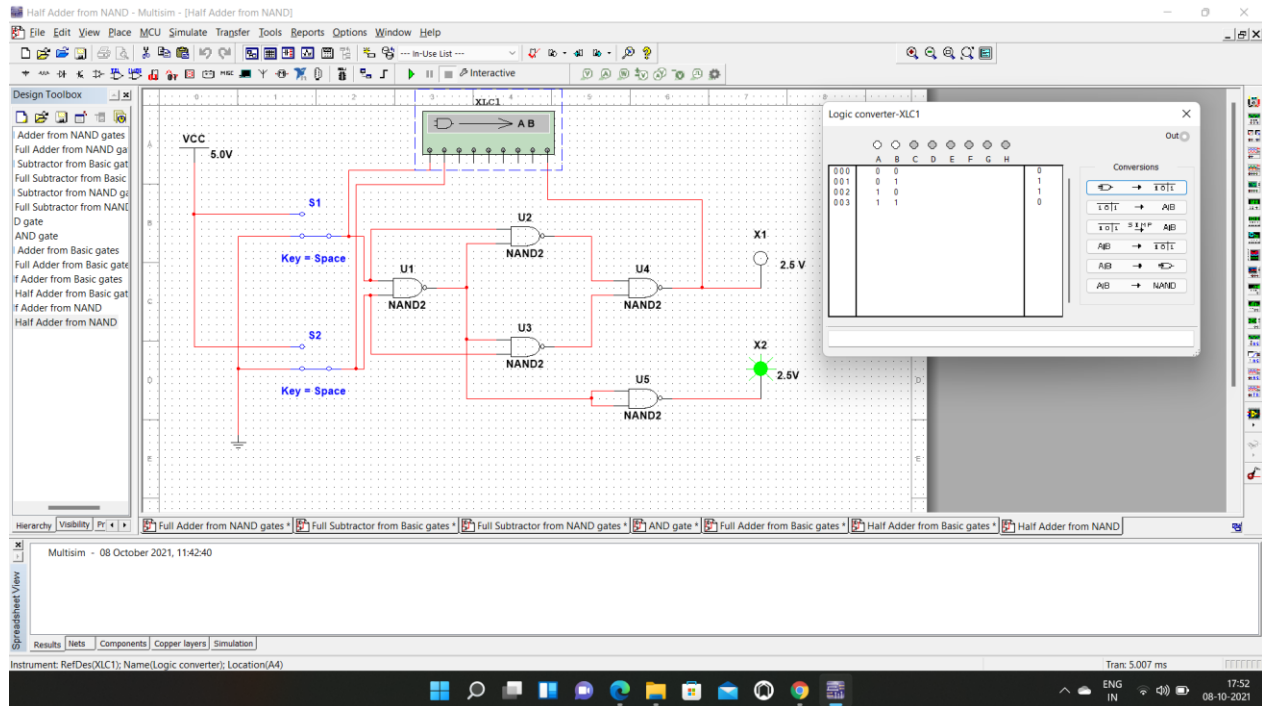 Half Adder from NAND - Multisim - [Half Adder from NAND]
File Edit View Place MCU Simulate Transfer Tools Reports Options Window Help
--- In-Use List ---
Interactive
Design Toolbox
Adder from NAND gates
Full Adder from NAND ga
Subtractor from Basic gat
Full Subtractor from Basic
Subtractor from NAND ga
Full Subtractor from NAND
D gate
AND gate
Adder from Basic gates
Full Adder from Basic gate
lf Adder from Basic gates
Half Adder from Basic gat
lf Adder from NAND
Half Adder from NAND
Hierarchy Visibility Pr
XLC1
A B
VCC
5.0V
S1
Key = Space
S2
Key = Space
U1
NAND2
U2
NAND2
U3
NAND2
U4
NAND2
U5
NAND2
X1
2.5 V
X2
2.5V
Logic converter-XLC1
Out
A B C D E F G H
000 0 0 0
001 0 1 1
002 1 0 1
003 1 1 0
Conversions
→ 101
101 → A|B
101 SIMP A|B
A|B → 101
A|B →
A|B → NAND
Full Adder from NAND gates * Full Subtractor from Basic gates * Full Subtractor from NAND gates * AND gate * Full Adder from Basic gates * Half Adder from Basic gates * Half Adder from NAND
Multisim - 08 October 2021, 11:42:40
Spreadsheet View
Results Nets Components Copper layers Simulation
Instrument: RefDes(XLC1); Name(Logic converter); Location(A4)
Tran: 5.007 ms
ENG
IN
17:52
08-10-2021